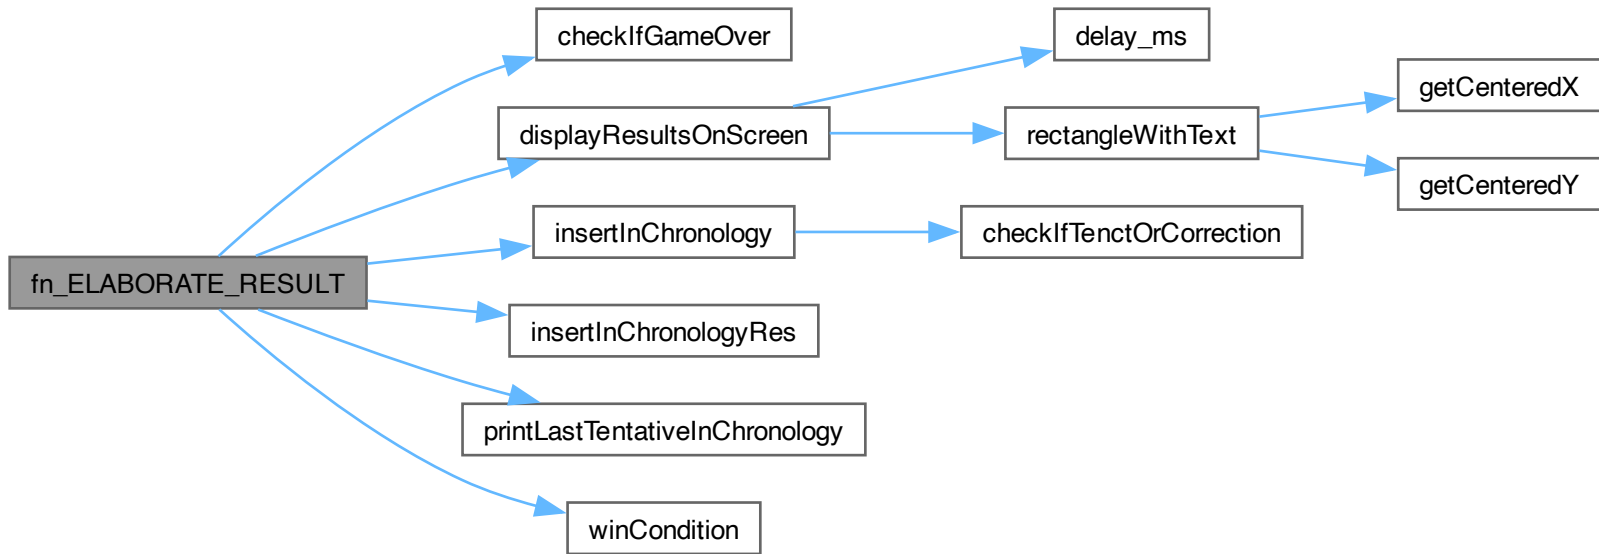 checkIfGameOver
delay_ms
getCenteredX
displayResultsOnScreen
rectangleWithText
getCenteredY
insertInChronology
checkIfTenctOrCorrection
fn_ELABORATE_RESULT
insertInChronologyRes
printLastTentativeInChronology
winCondition